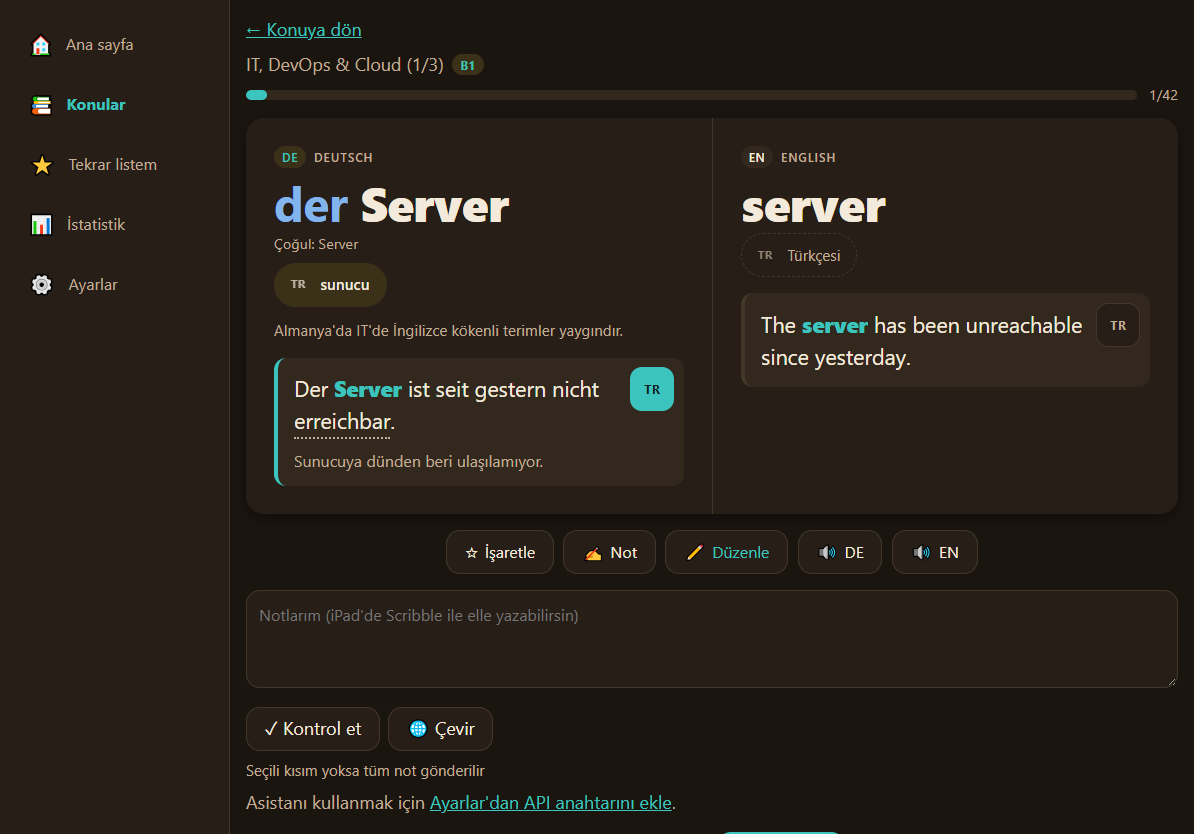 Ana sayfa
Konular
Tekrar listem
İstatistik
Ayarlar
← Konuya dön
IT, DevOps & Cloud (1/3) B1
1/42
DE DEUTSCH
der Server
Çoğul: Server
TR sunucu
Almanya'da IT'de İngilizce kökenli terimler yaygındır.
Der Server ist seit gestern nicht
erreichbar.
TR
Sunucuya dünden beri ulaşılamıyor.
EN ENGLISH
server
TR Türkçesi
The server has been unreachable
since yesterday.
TR
☆ İşaretle
Not
Düzenle
DE
EN
Notlarım (iPad'de Scribble ile elle yazabilirsin)
✓ Kontrol et
Çevir
Seçili kısım yoksa tüm not gönderilir
Asistanı kullanmak için Ayarlar'dan API anahtarını ekle.